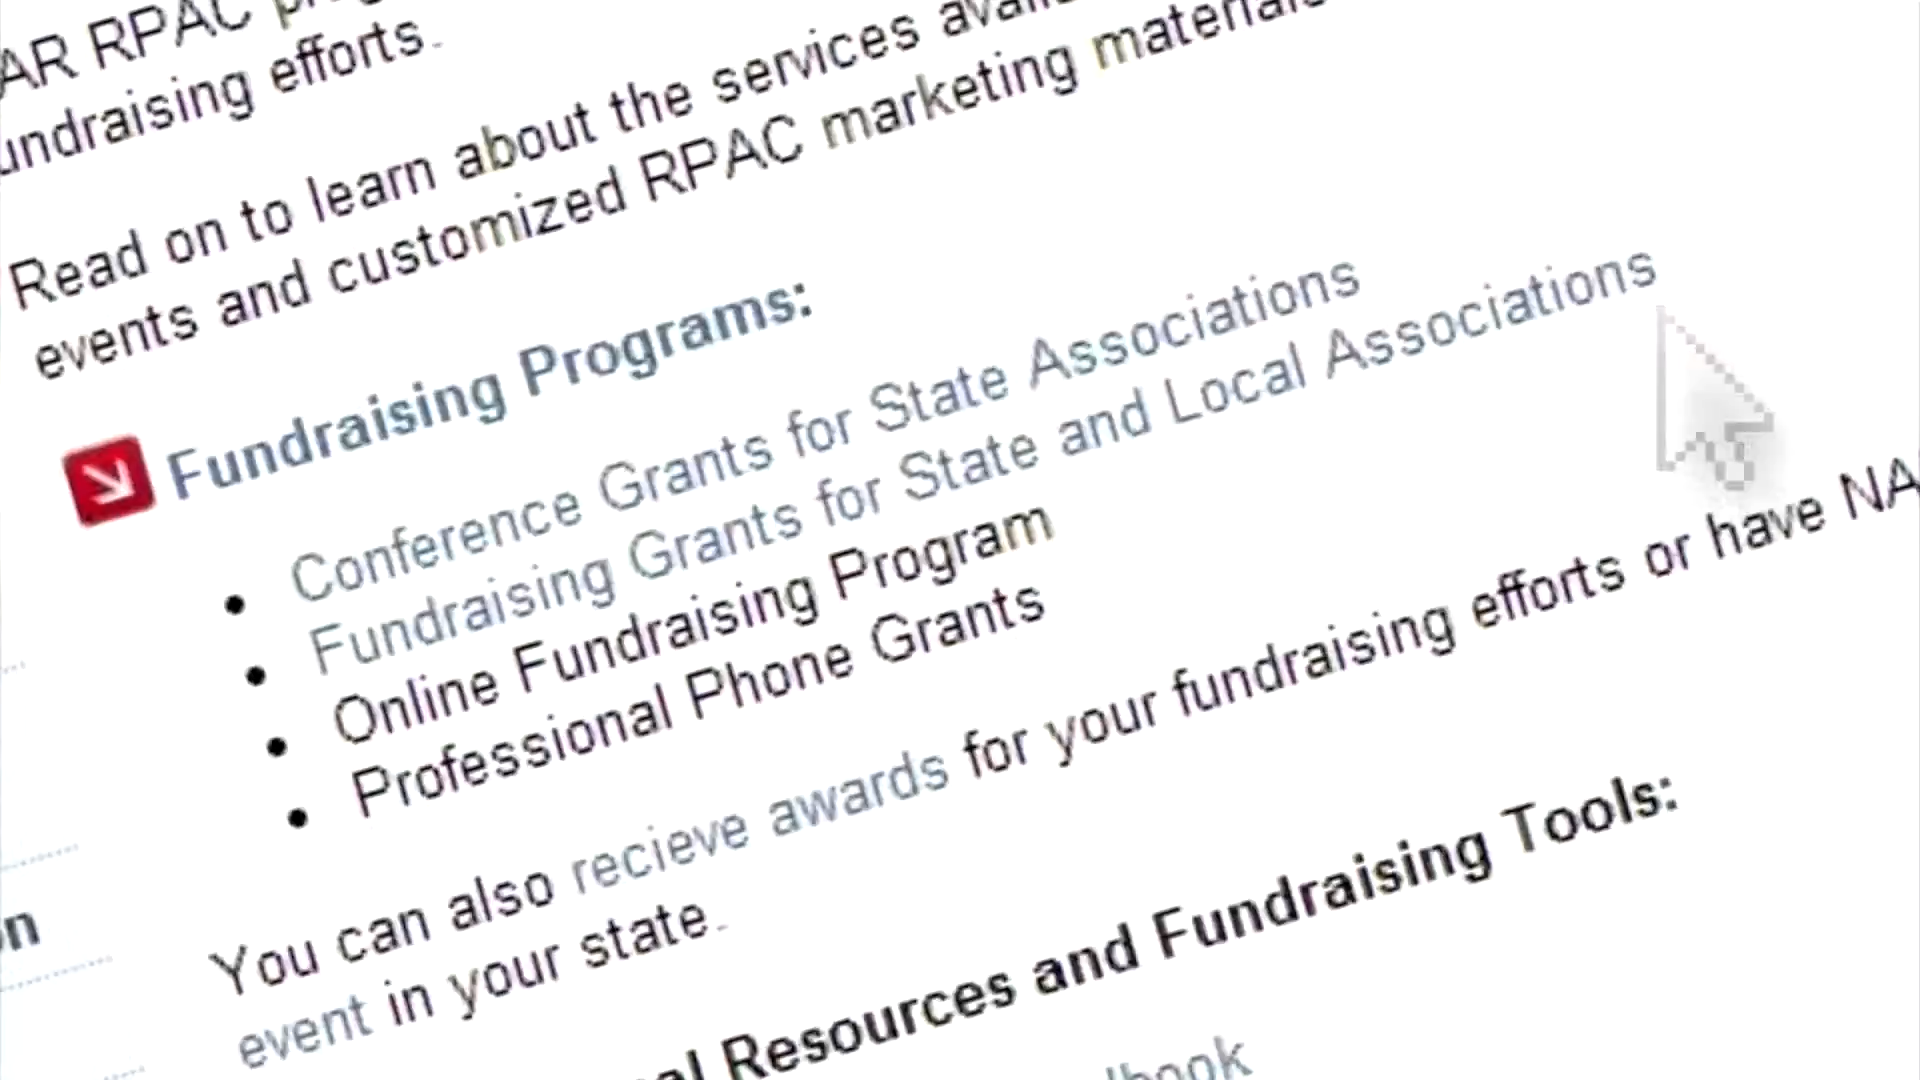 AR RPAC
fundraising efforts.
Read on to learn about the services
events and customized RPAC marketing materials
Fundraising Programs:
• Conference Grants for State Associations
• Fundraising Grants for State and Local Associations
• Online Fundraising Program
• Professional Phone Grants
You can also recieve awards for your fundraising efforts or have
event in your state.
Resources and Fundraising Tools: